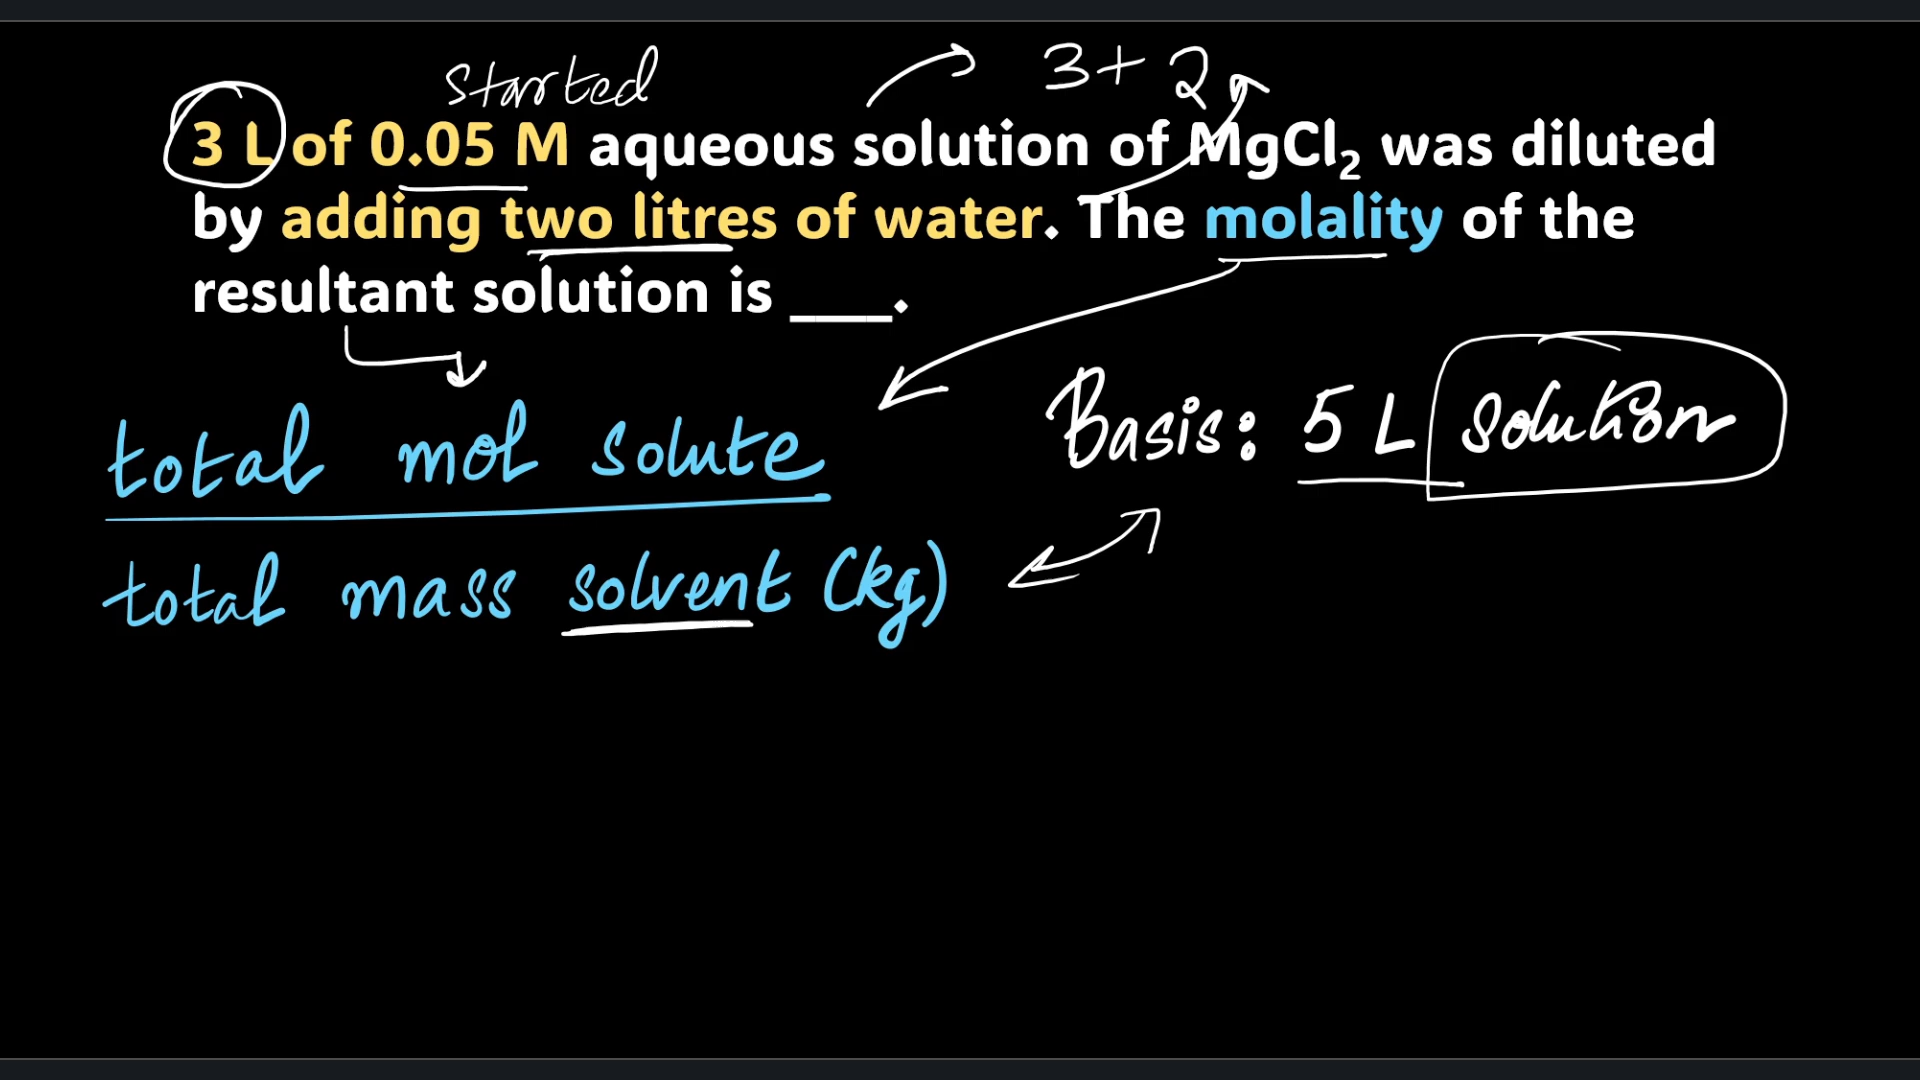 started 3+2
3 L of 0.05 M aqueous solution of MgCl₂ was diluted
by adding two litres of water. The molality of the
resultant solution is ___.
total mol solute
Basis: 5 L solution
total mass solvent (kg)